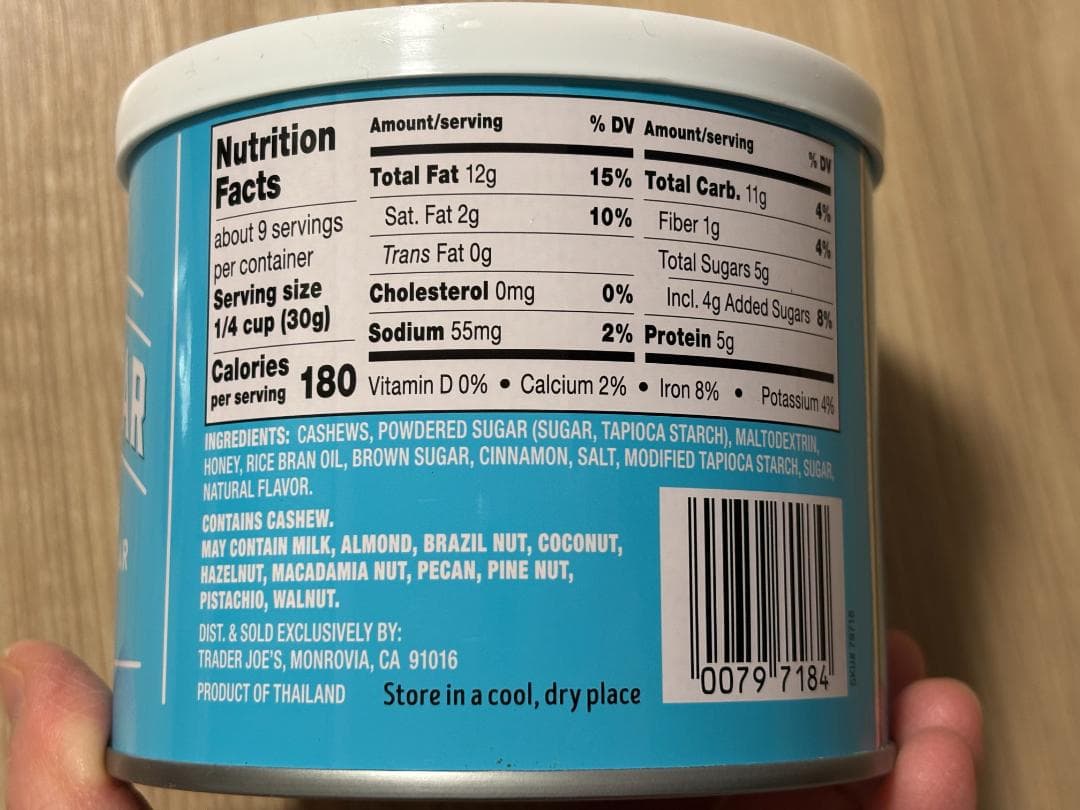 Nutrition
Facts
about 9 servings
per container
Serving size
1/4 cup (30g)
Calories
per serving 180
Amount/serving % DV
Total Fat 12g 15%
Sat. Fat 2g 10%
Trans Fat 0g
Cholesterol 0mg 0%
Sodium 55mg 2%
Amount/serving % DV
Total Carb. 11g 4%
Fiber 1g 4%
Total Sugars 5g
Incl. 4g Added Sugars 8%
Protein 5g
Vitamin D 0% • Calcium 2% • Iron 8% • Potassium 4%
INGREDIENTS: CASHEWS, POWDERED SUGAR (SUGAR, TAPIOCA STARCH), MALTODEXTRIN,
HONEY, RICE BRAN OIL, BROWN SUGAR, CINNAMON, SALT, MODIFIED TAPIOCA STARCH, SUGAR,
NATURAL FLAVOR.
CONTAINS CASHEW.
MAY CONTAIN MILK, ALMOND, BRAZIL NUT, COCONUT,
HAZELNUT, MACADAMIA NUT, PECAN, PINE NUT,
PISTACHIO, WALNUT.
DIST. & SOLD EXCLUSIVELY BY:
TRADER JOE'S, MONROVIA, CA 91016
PRODUCT OF THAILAND
Store in a cool, dry place
0079 7184